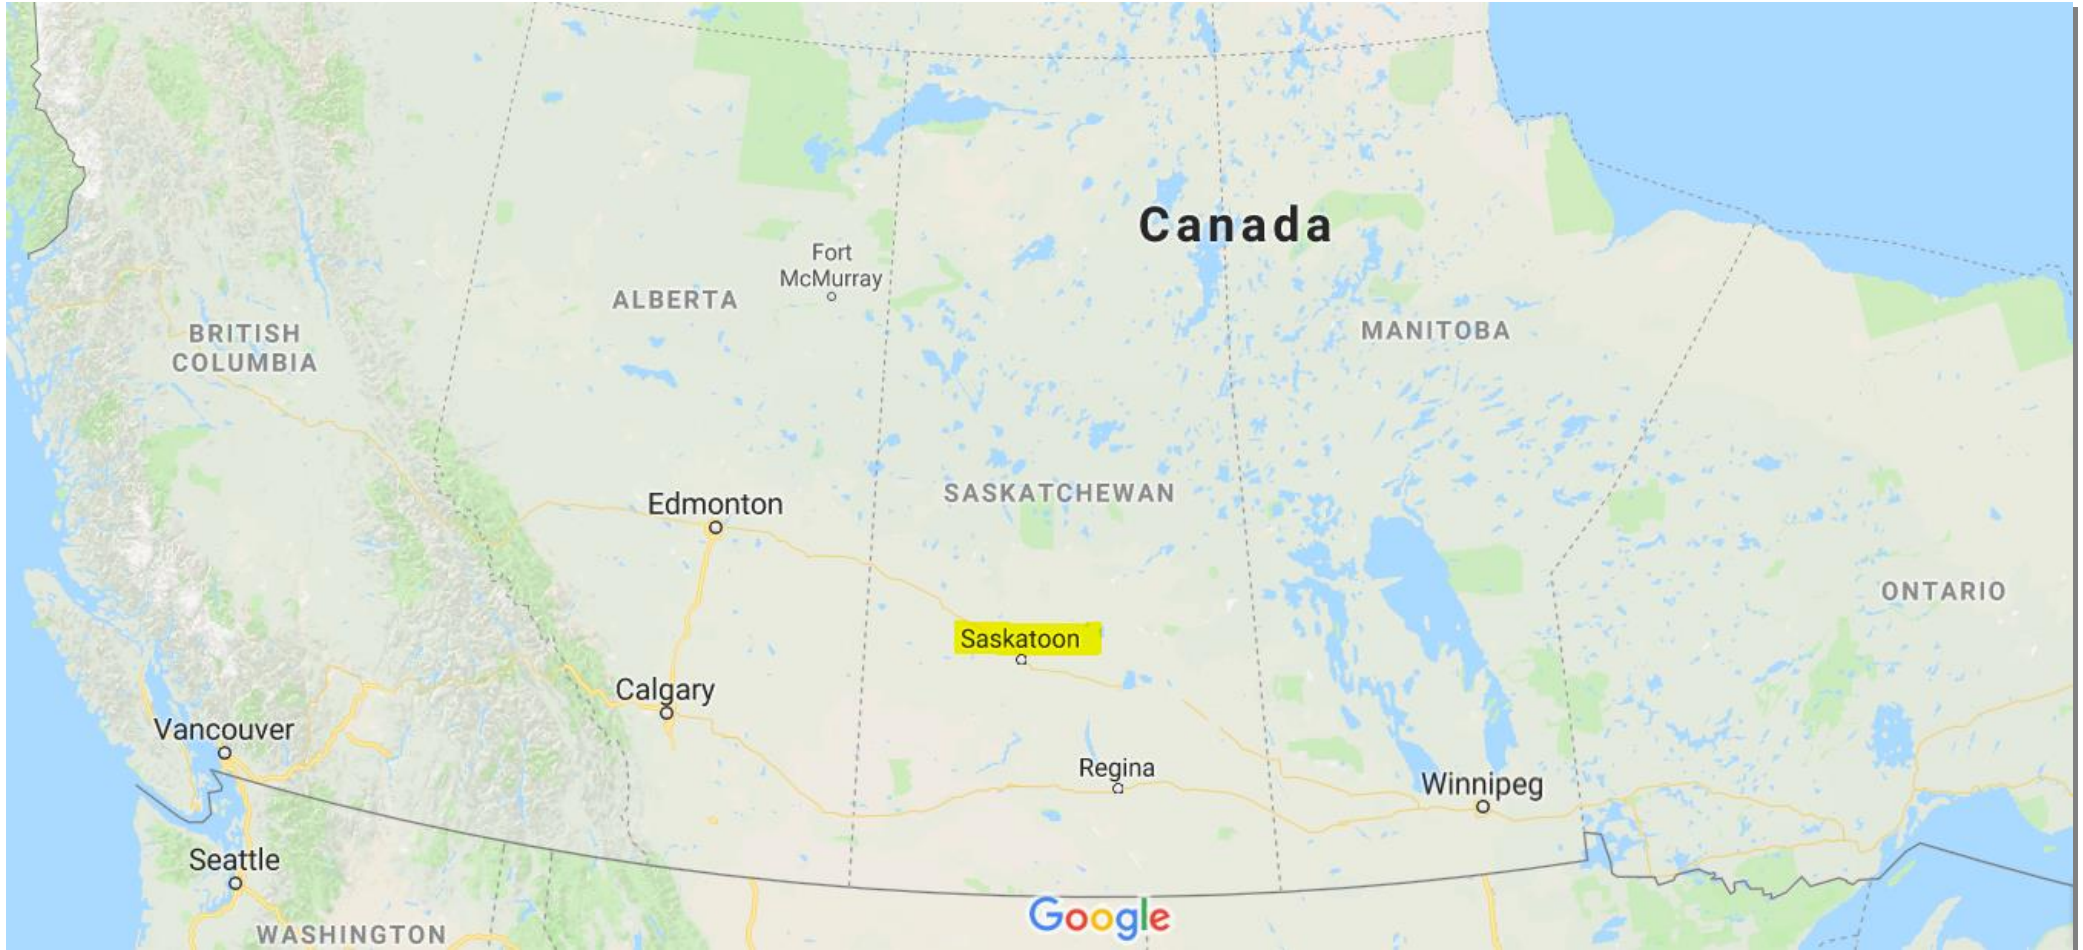 Canada
Fort
McMurray
ALBERTA
BRITISH
COLUMBIA
MANITOBA
SASKATCHEWAN
Edmonton
ONTARIO
Saskatoon
Calgary
Vancouver
Regina
Winnipeg
Seattle
Google
WASHINGTON